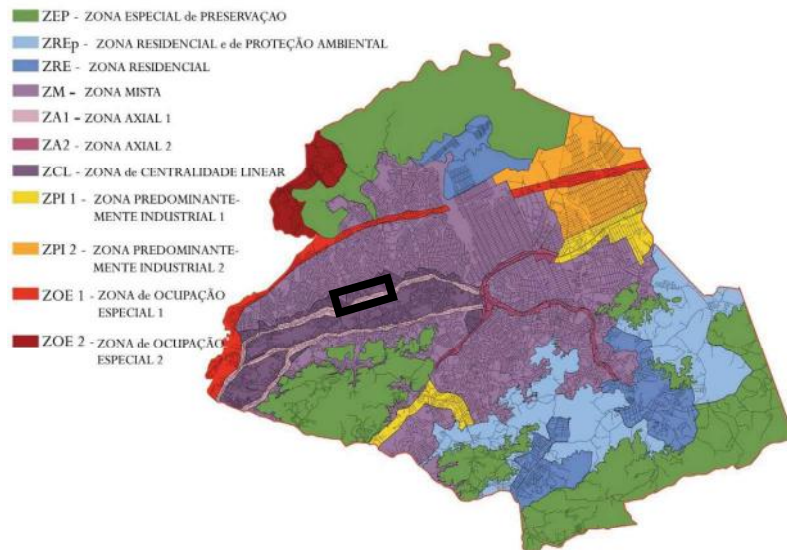 ZEP - ZONA ESPECIAL de PRESERVAÇAO
ZREp - ZONA RESIDENCIAL e de PROTEÇÃO AMBIENTAL
ZRE - ZONA RESIDENCIAL
ZM - ZONA MISTA
ZA1 - ZONA AXIAL 1
ZA2 - ZONA AXIAL 2
ZCL - ZONA de CENTRALIDADE LINEAR
ZPI 1 - ZONA PREDOMINANTE-
MENTE INDUSTRIAL 1
ZPI 2 - ZONA PREDOMINANTE-
MENTE INDUSTRIAL 2
ZOE 1 - ZONA de OCUPAÇÃO
ESPECIAL 1
ZOE 2 - ZONA de OCUPAÇÃO
ESPECIAL 2